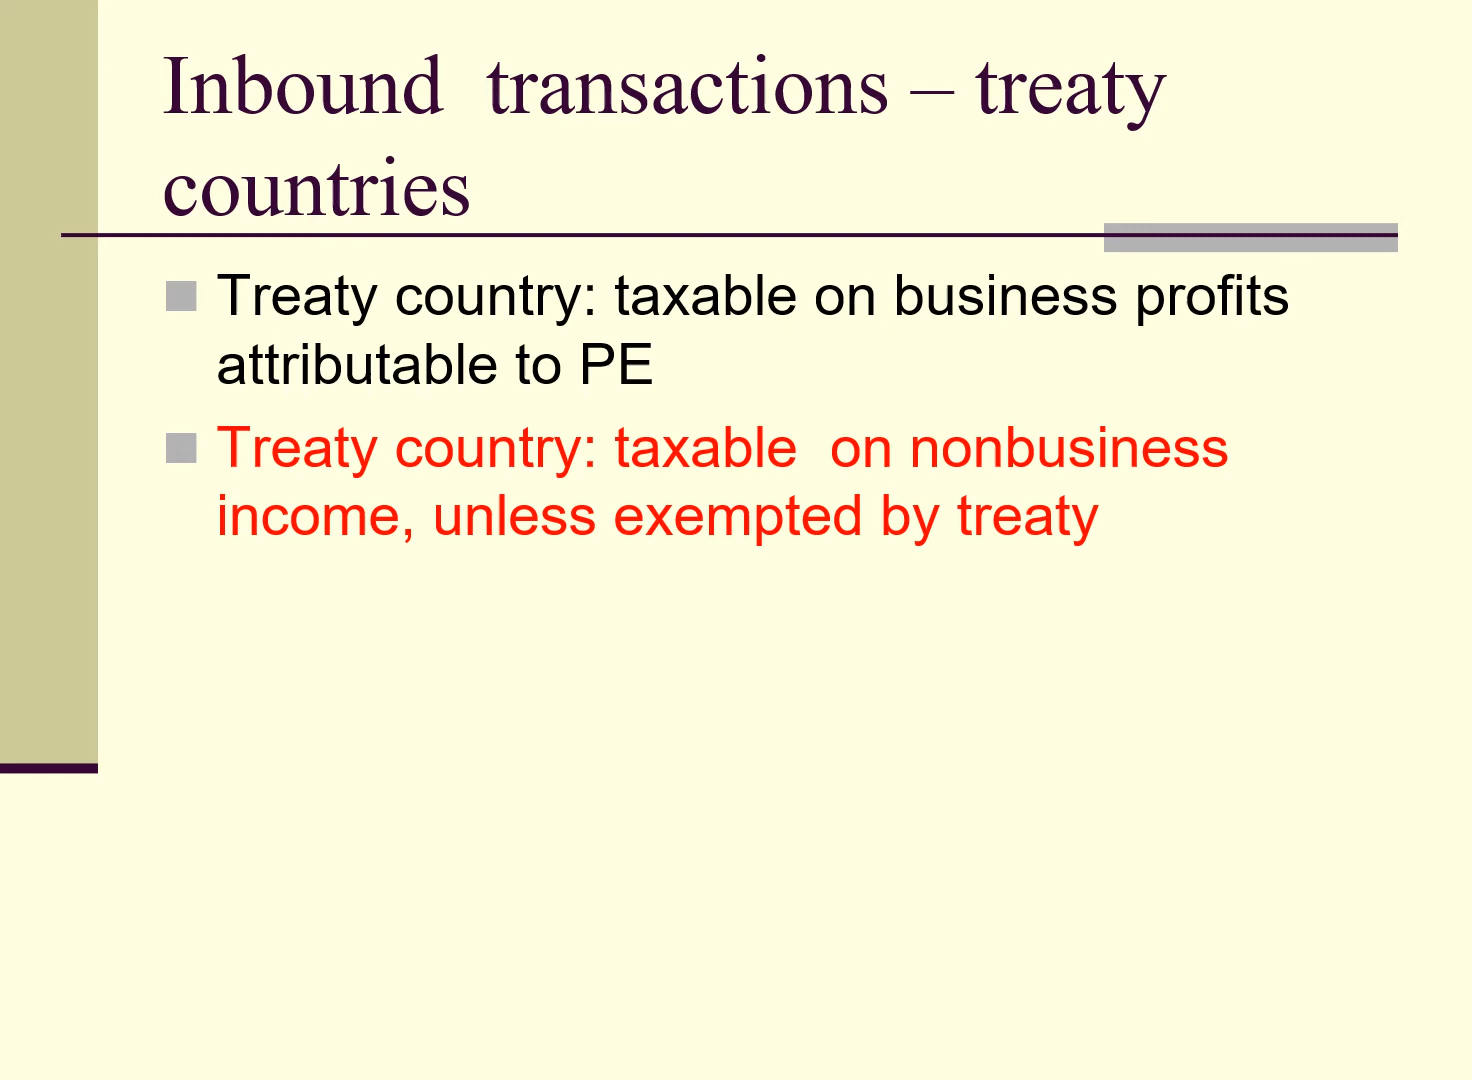 Inbound  transactions – treaty
countries
Treaty country: taxable on business profits
attributable to PE
Treaty country: taxable  on nonbusiness
income, unless exempted by treaty